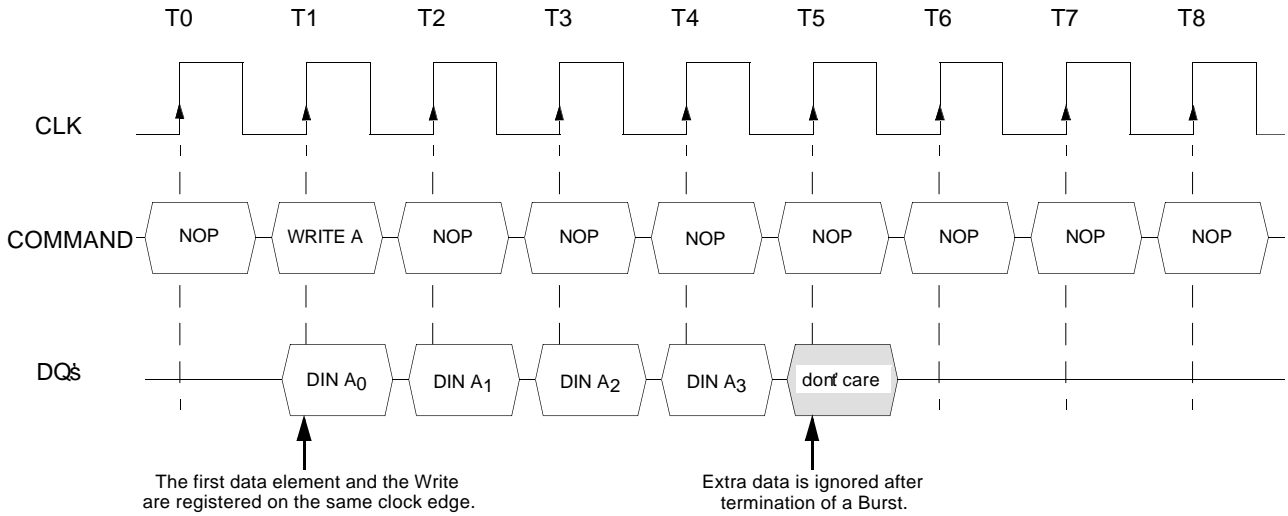 T0 T1 T2 T3 T4 T5 T6 T7 T8
CLK
COMMAND NOP WRITE A NOP NOP NOP NOP NOP NOP NOP
DQ's DIN A0 DIN A1 DIN A2 DIN A3 dont' care
The first data element and the Write
are registered on the same clock edge.
Extra data is ignored after
termination of a Burst.